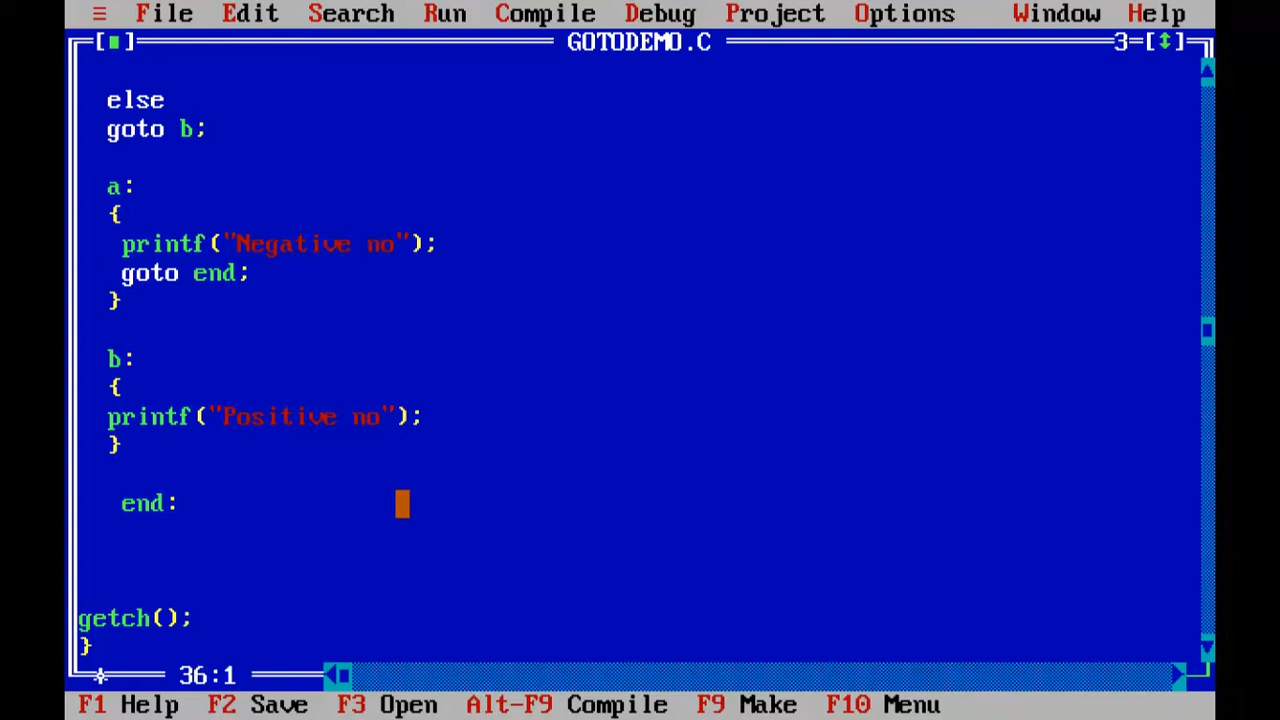 ≡ File Edit Search Run Compile Debug Project Options Window Help
[■] GOTODEMO.C 3=[↕]
else
goto b;
a:
{
printf("Negative no");
goto end;
}
b:
{
printf("Positive no");
}
end:
getch();
}
36:1
F1 Help F2 Save F3 Open Alt-F9 Compile F9 Make F10 Menu